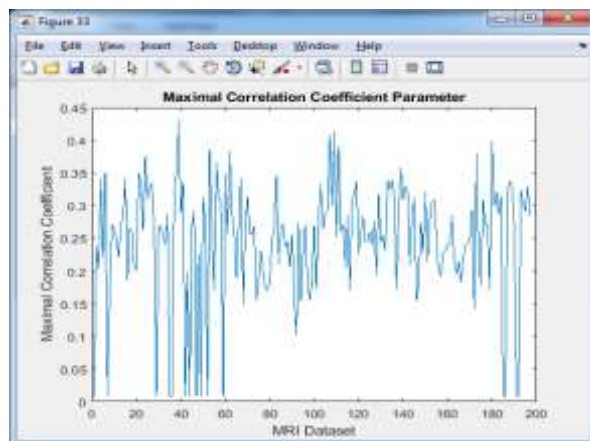 Figure 33
File Edit View Insert Tools Desktop Window Help
Maximal Correlation Coefficient Parameter
Maximal Correlation Coefficient
0.45
0.4
0.35
0.3
0.25
0.2
0.15
0.1
0.05
0
0 20 40 60 80 100 120 140 160 180 200
MRI Dataset